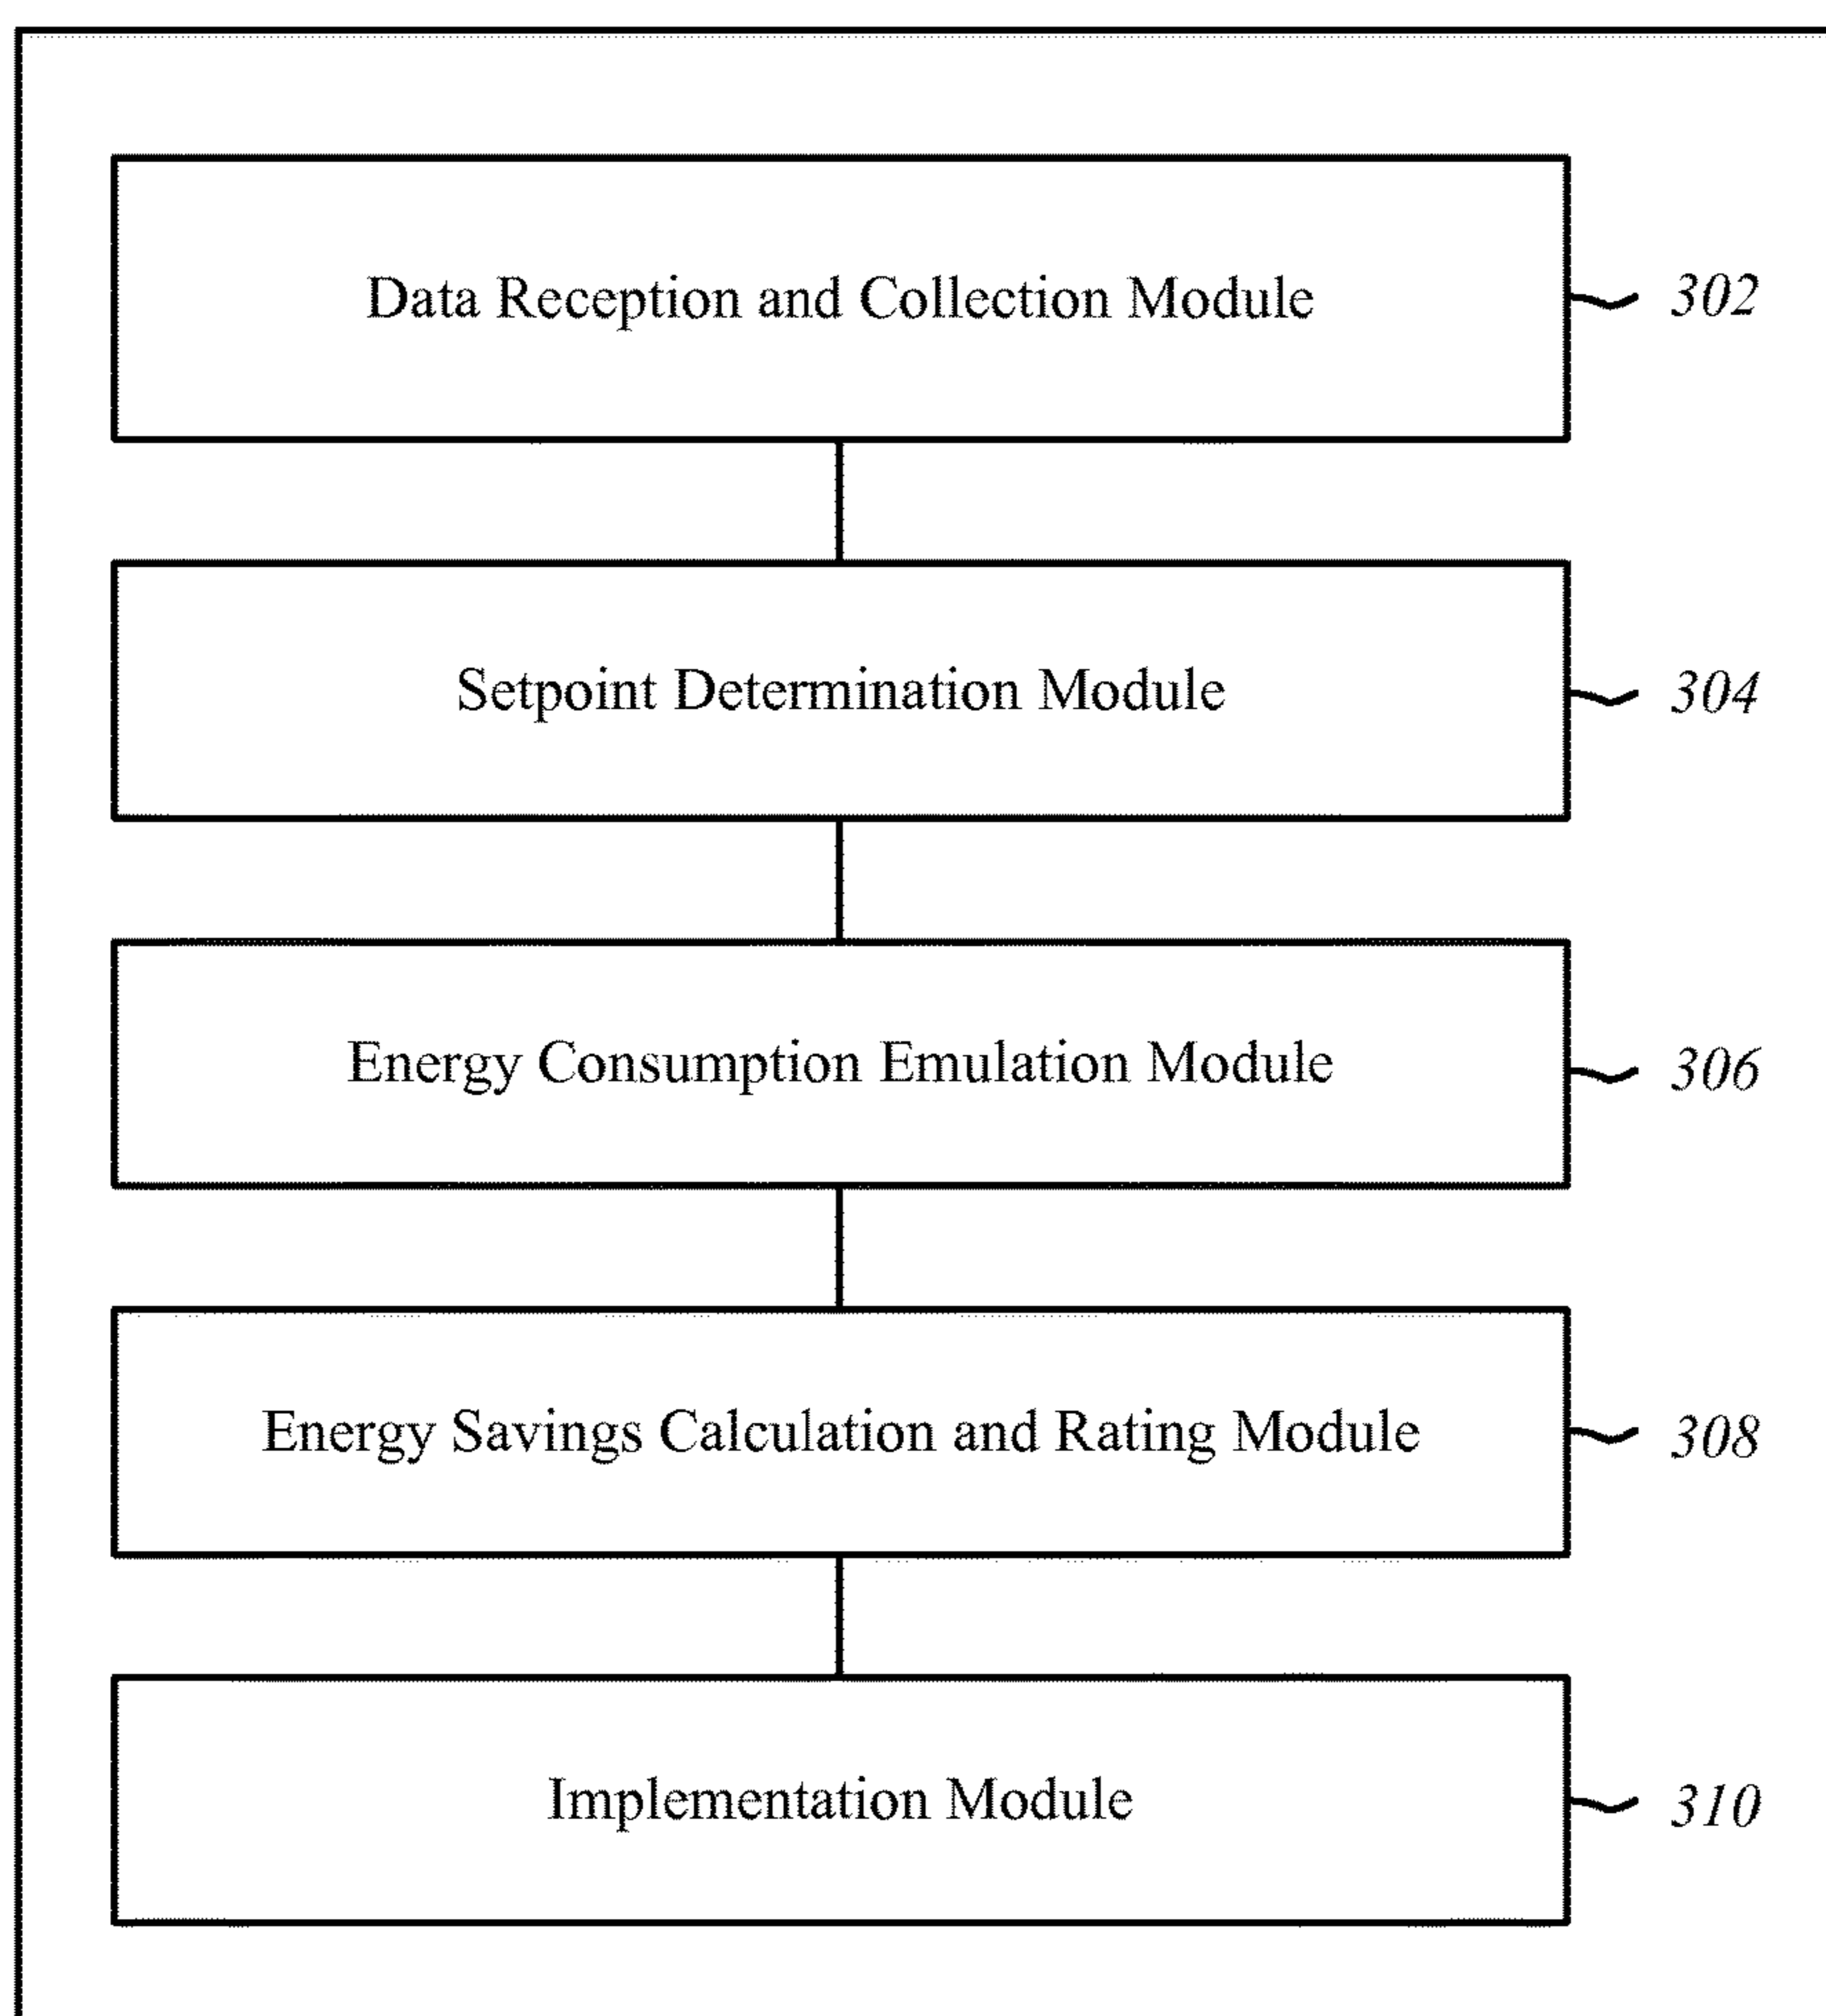 Data Reception and Collection Module
302
Setpoint Determination Module
304
Energy Consumption Emulation Module
306
Energy Savings Calculation and Rating Module
308
Implementation Module
310